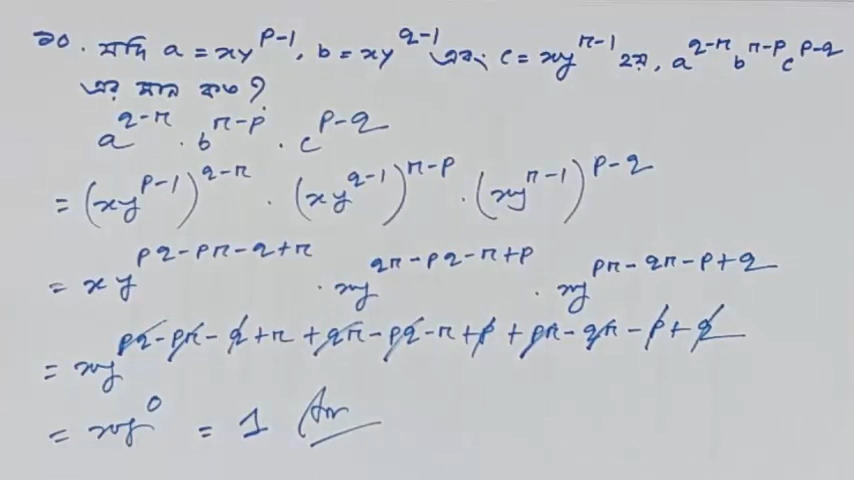 ২০. যদি a = xy^{p-1}, b = xy^{q-1} এবং c = xy^{r-1} হয়, a^{q-r} b^{r-p} c^{p-q}
এর মান কত ?
a^{q-r} . b^{r-p} . c^{p-q}
= (xy^{p-1})^{q-r} . (xy^{q-1})^{r-p} . (xy^{r-1})^{p-q}
= xy^{pq-pr-q+r} . xy^{qr-pq-r+p} . xy^{pr-qr-p+q}
= xy^{pq-pr-q+r+qr-pq-r+p+pr-qr-p+q}
= xy^{0} = 1 Ans